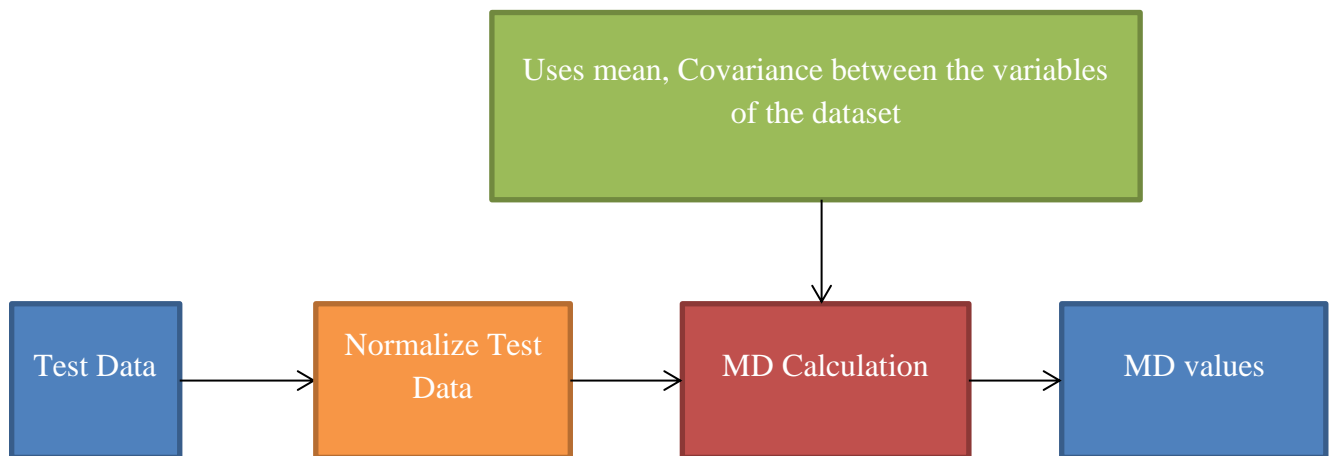 Uses mean, Covariance between the variables
of the dataset
Test Data
Normalize Test
Data
MD Calculation
MD values